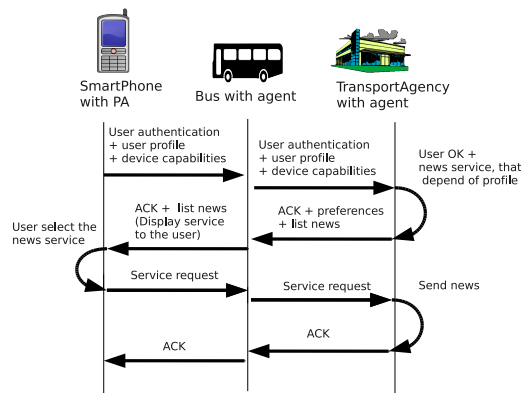 SmartPhone
with PA
Bus with agent
TransportAgency
with agent
User authentication
+ user profile
+ device capabilities
User authentication
+ user profile
+ device capabilities
User OK +
news service, that
depend of profile
ACK + list news
(Display service
to the user)
ACK + preferences
+ list news
User select the
news service
Service request
Service request
Send news
ACK
ACK